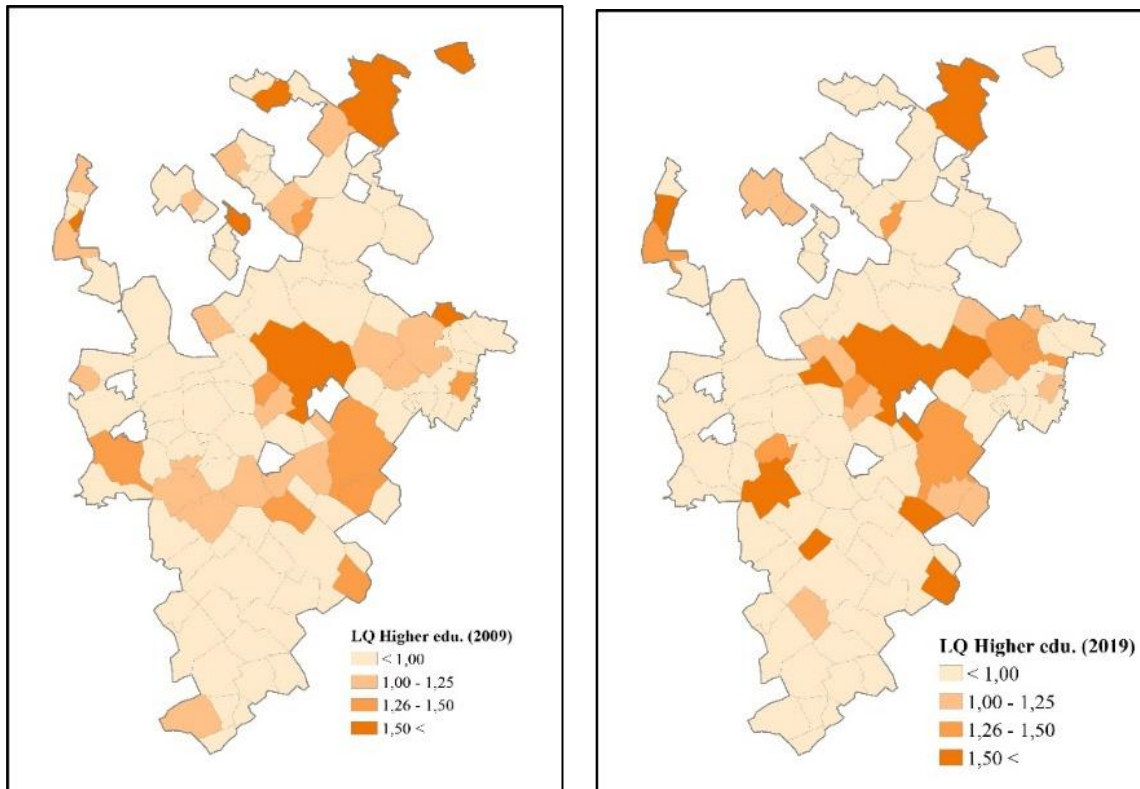 LQ Higher edu. (2009)
< 1,00
1,00 - 1,25
1,26 - 1,50
1,50 <
LQ Higher edu. (2019)
< 1,00
1,00 - 1,25
1,26 - 1,50
1,50 <